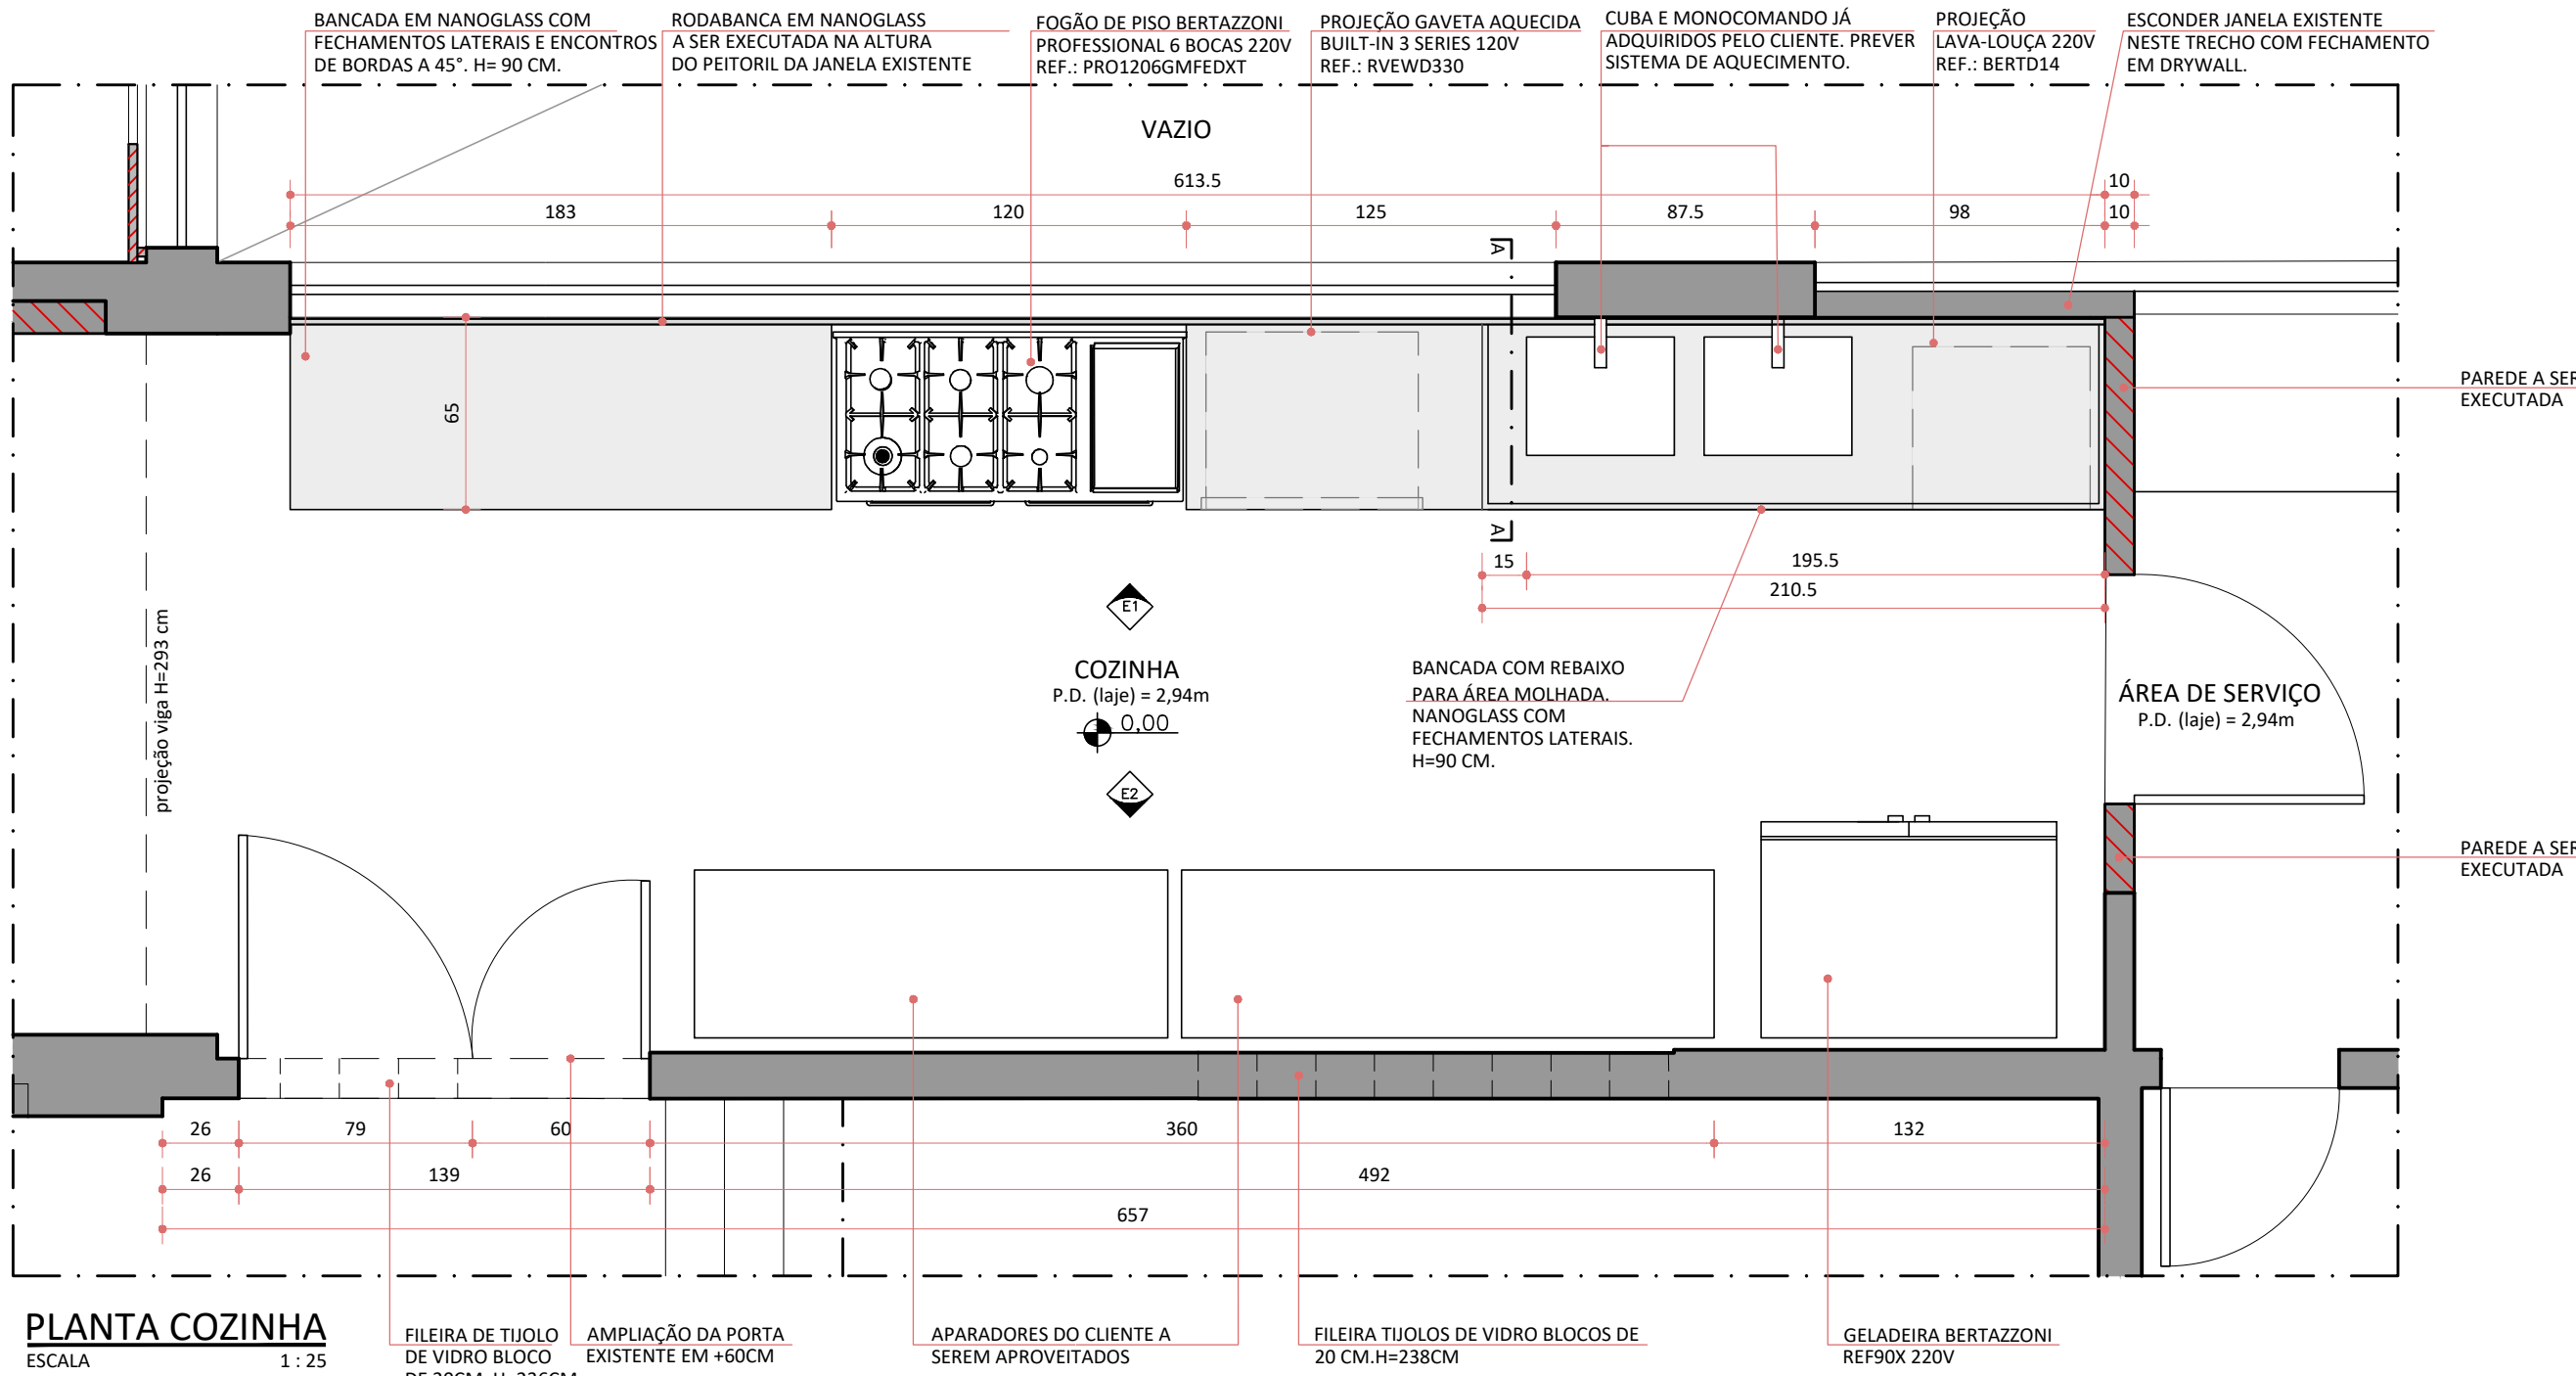 BANCADA EM NANOGLASS COM
FECHAMENTOS LATERAIS E ENCONTROS
DE BORDAS A 45°. H= 90 CM.
RODABANCA EM NANOGLASS
A SER EXECUTADA NA ALTURA
DO PEITORIL DA JANELA EXISTENTE
FOGÃO DE PISO BERTAZZONI
PROFESSIONAL 6 BOCAS 220V
REF.: PRO1206GMFEDXT
PROJEÇÃO GAVETA AQUECIDA
BUILT-IN 3 SERIES 120V
REF.: RVEWD330
CUBA E MONOCOMANDO JÁ
ADQUIRIDOS PELO CLIENTE. PREVER
SISTEMA DE AQUECIMENTO.
PROJEÇÃO
LAVA-LOUÇA 220V
REF.: BERTD14
ESCONDER JANELA EXISTENTE
NESTE TRECHO COM FECHAMENTO
EM DRYWALL.
VAZIO
613.5
10
183
120
125
87.5
98
10
A
65
PAREDE A SER
EXECUTADA
A
15
195.5
210.5
E1
projeção viga H=293 cm
COZINHA
P.D. (laje) = 2,94m
0,00
BANCADA COM REBAIXO
PARA ÁREA MOLHADA.
NANOGLASS COM
FECHAMENTOS LATERAIS.
H=90 CM.
ÁREA DE SERVIÇO
P.D. (laje) = 2,94m
E2
PAREDE A SER
EXECUTADA
26
79
60
360
132
26
139
492
657
PLANTA COZINHA
ESCALA 1 : 25
FILEIRA DE TIJOLO
DE VIDRO BLOCO
DE 20CM. H=226CM
AMPLIAÇÃO DA PORTA
EXISTENTE EM +60CM
APARADORES DO CLIENTE A
SEREM APROVEITADOS
FILEIRA TIJOLOS DE VIDRO BLOCOS DE
20 CM.H=238CM
GELADEIRA BERTAZZONI
REF90X 220V